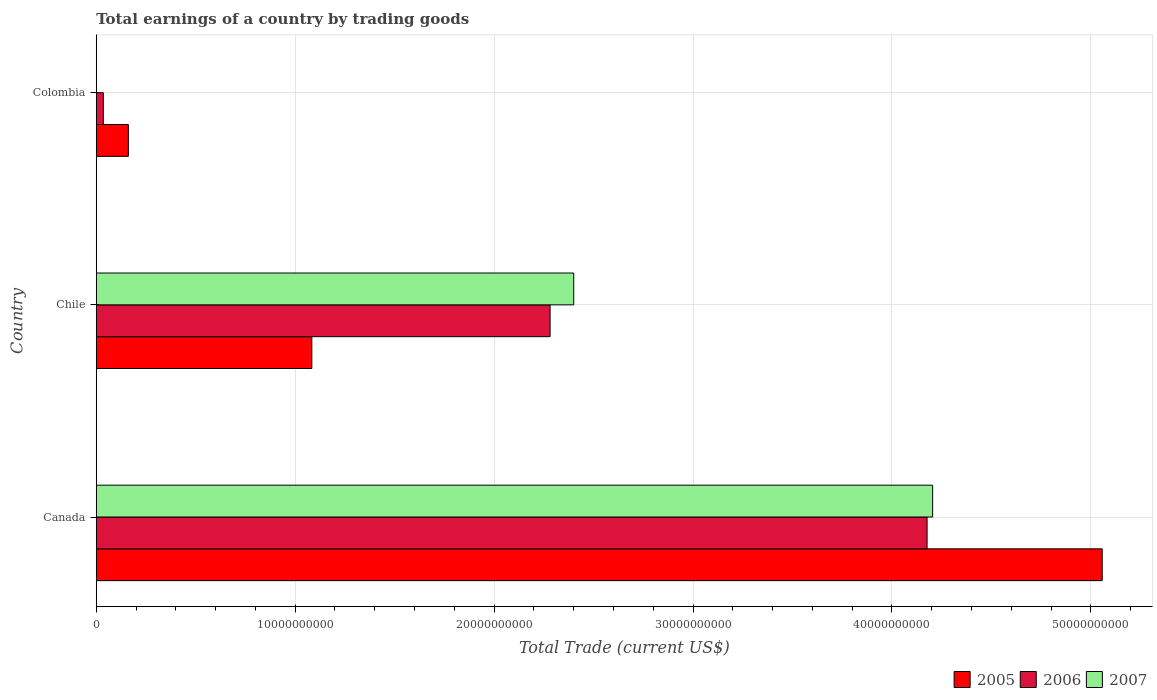 Total earnings of a country by trading goods
Colombia
Chile
Canada
Country
0
10000000000
20000000000
30000000000
40000000000
50000000000
Total Trade (current US$)
2005
2006
2007